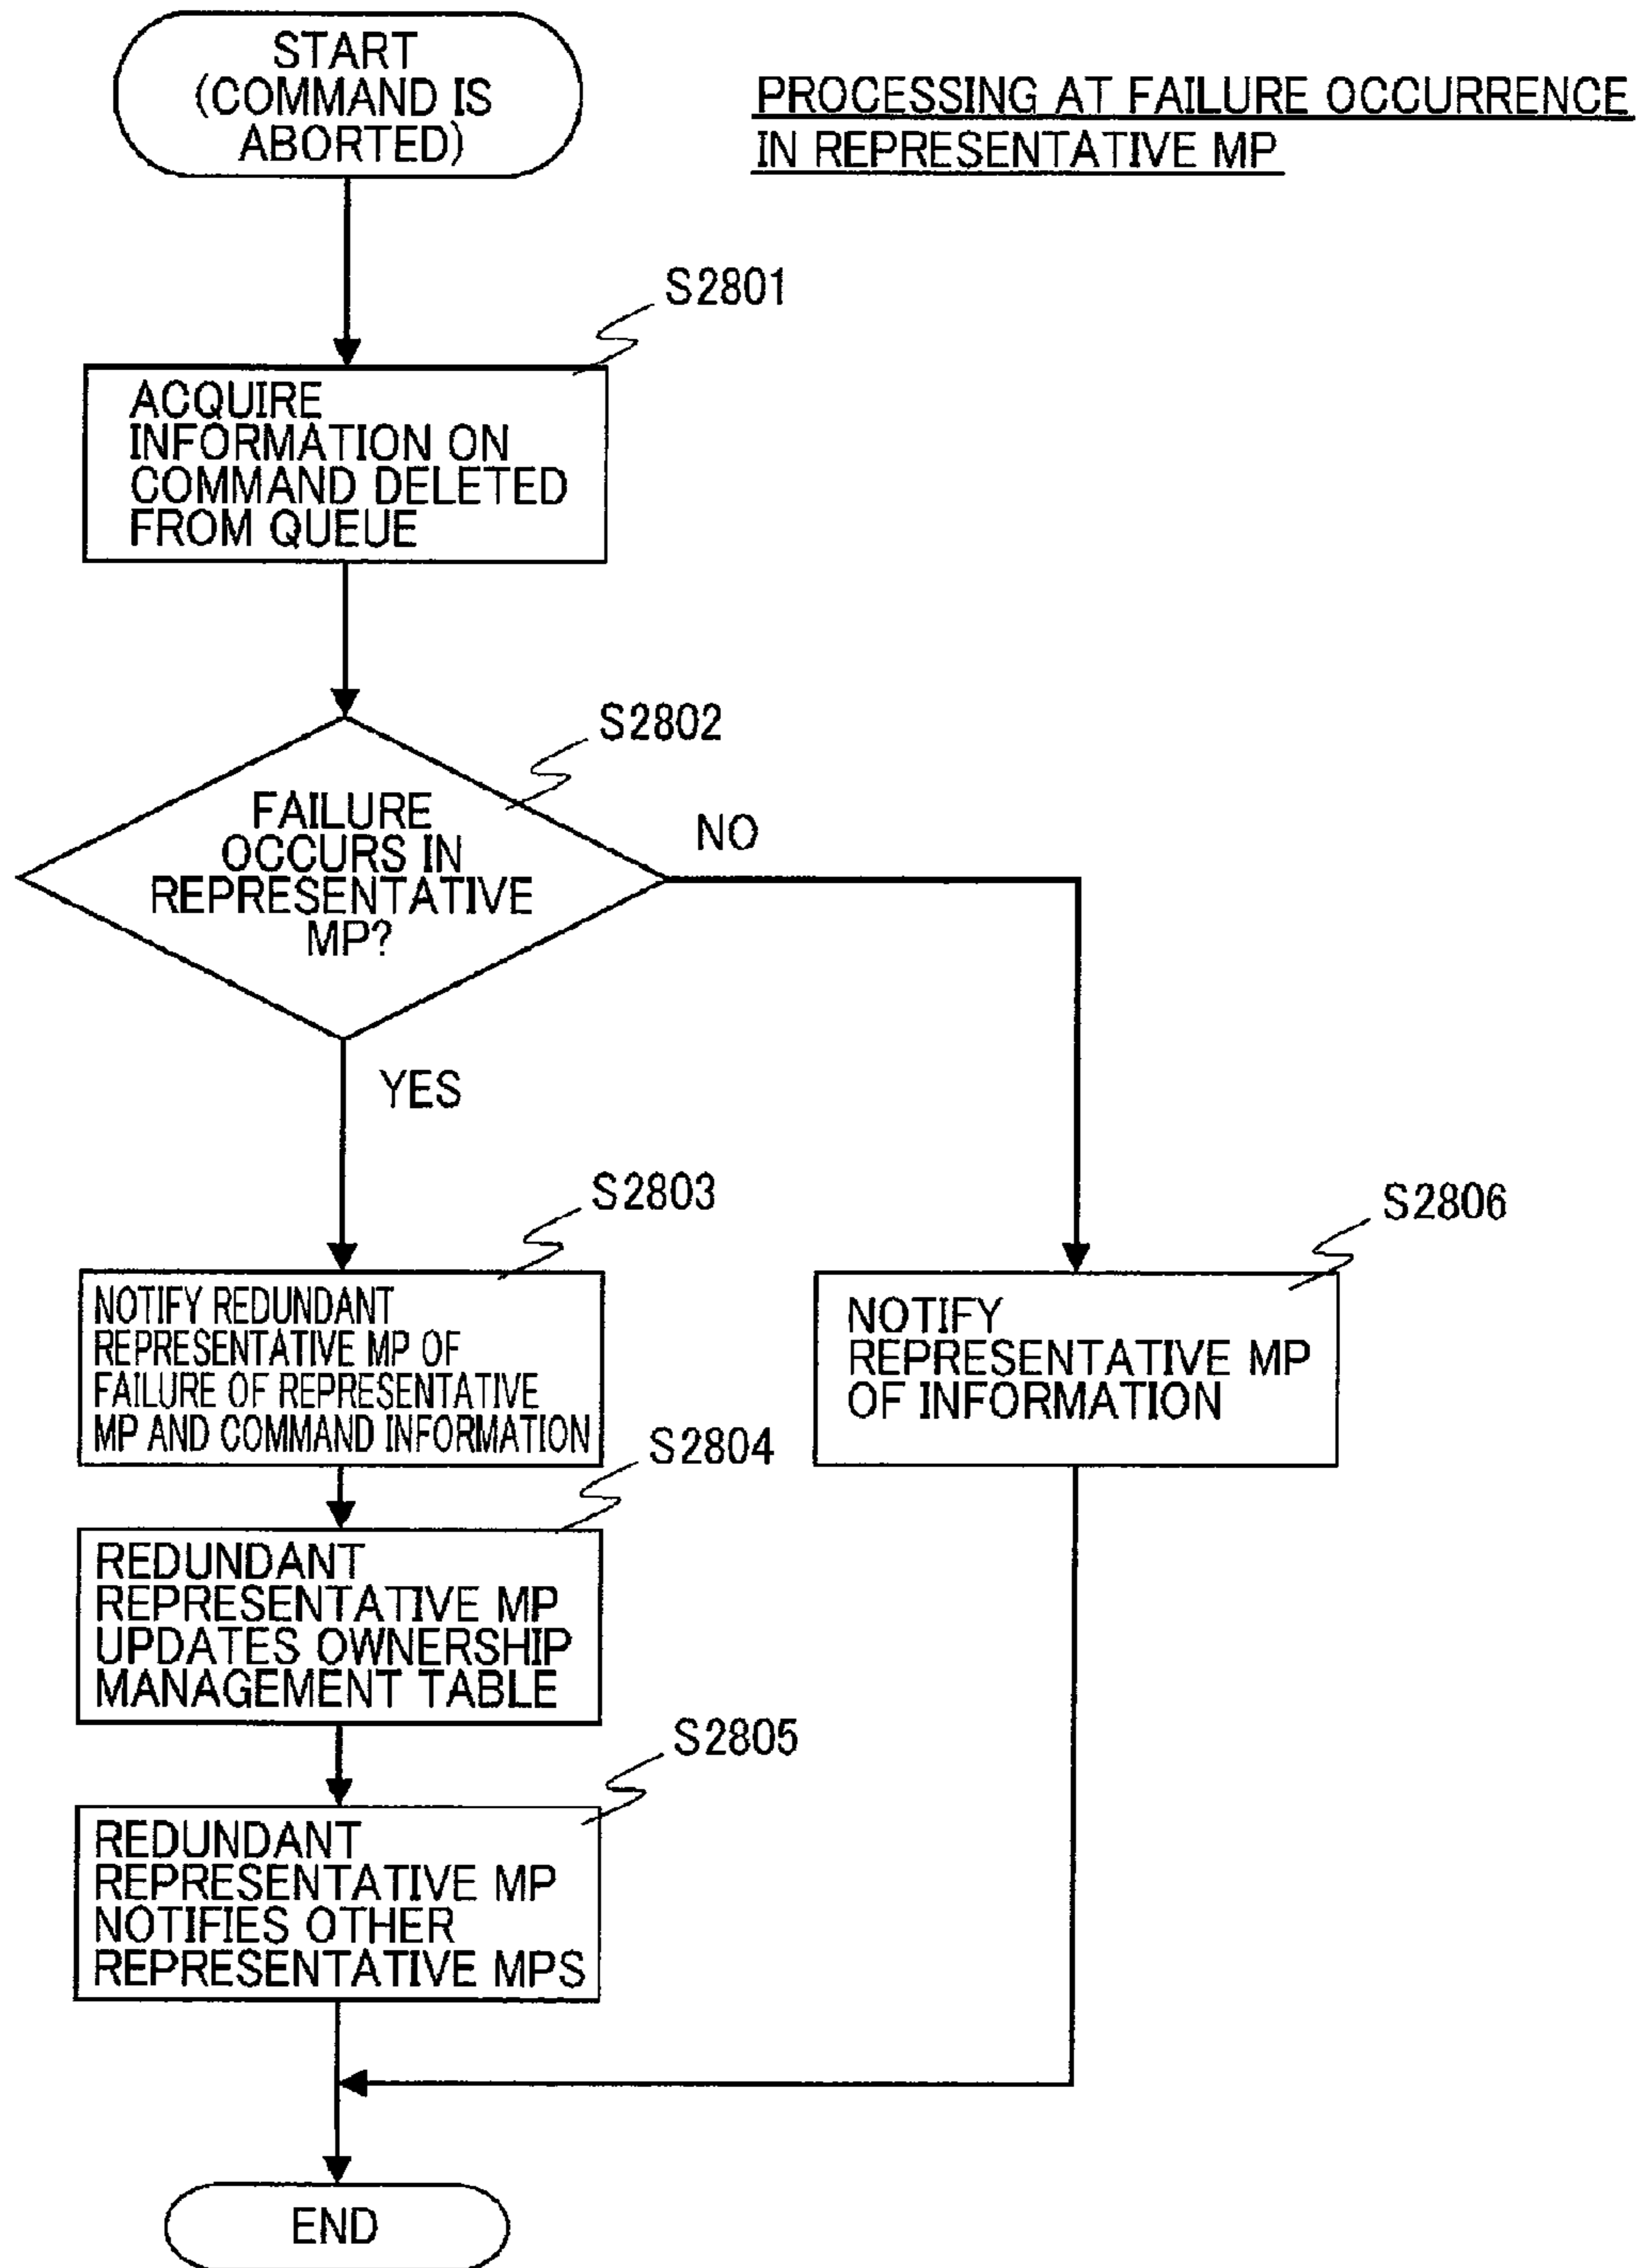 START
(COMMAND IS
ABORTED)
PROCESSING AT FAILURE OCCURRENCE
IN REPRESENTATIVE MP
S2801
ACQUIRE
INFORMATION ON
COMMAND DELETED
FROM QUEUE
S2802
FAILURE
OCCURS IN
REPRESENTATIVE
MP?
NO
YES
S2803
NOTIFY REDUNDANT
REPRESENTATIVE MP OF
FAILURE OF REPRESENTATIVE
MP AND COMMAND INFORMATION
S2806
NOTIFY
REPRESENTATIVE MP
OF INFORMATION
S2804
REDUNDANT
REPRESENTATIVE MP
UPDATES OWNERSHIP
MANAGEMENT TABLE
S2805
REDUNDANT
REPRESENTATIVE MP
NOTIFIES OTHER
REPRESENTATIVE MPS
END